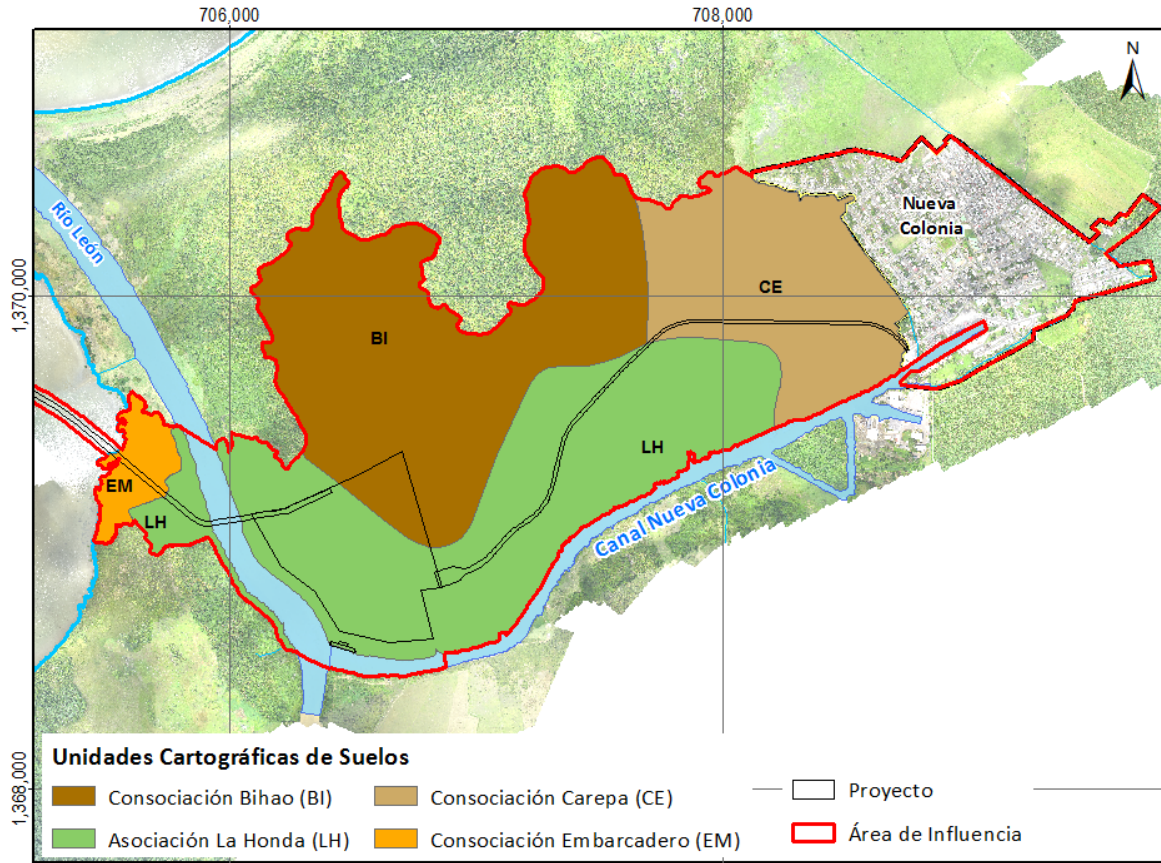 706,000
708,000
N
Nueva
Colonia
Río León
1,370,000
CE
BI
LH
EM
LH
Canal Nueva Colonia
1,368,000
Unidades Cartográficas de Suelos
Consociación Bihao (BI)
Consociación Carepa (CE)
Proyecto
Asociación La Honda (LH)
Consociación Embarcadero (EM)
Área de Influencia